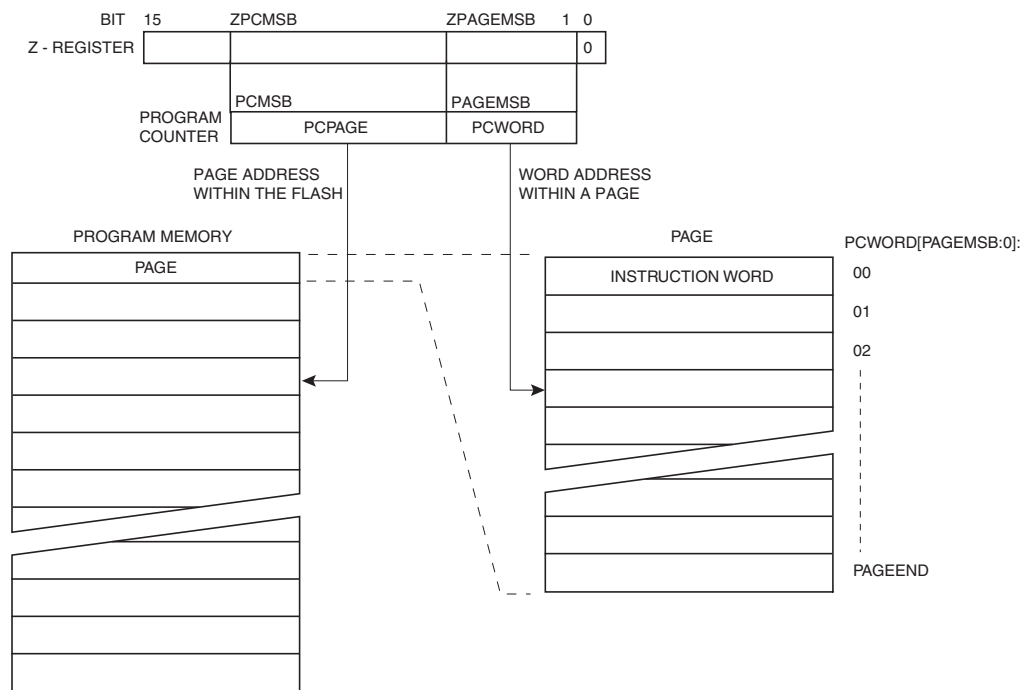 BIT 15 ZPCMSB ZPAGEMSB 1 0
Z - REGISTER 0
PCMSB PAGEMSB
PROGRAM
COUNTER
PCPAGE PCWORD
PAGE ADDRESS
WITHIN THE FLASH
WORD ADDRESS
WITHIN A PAGE
PROGRAM MEMORY
PAGE
PAGE
PCWORD[PAGEMSB:0]:
INSTRUCTION WORD
00
01
02
PAGEEND